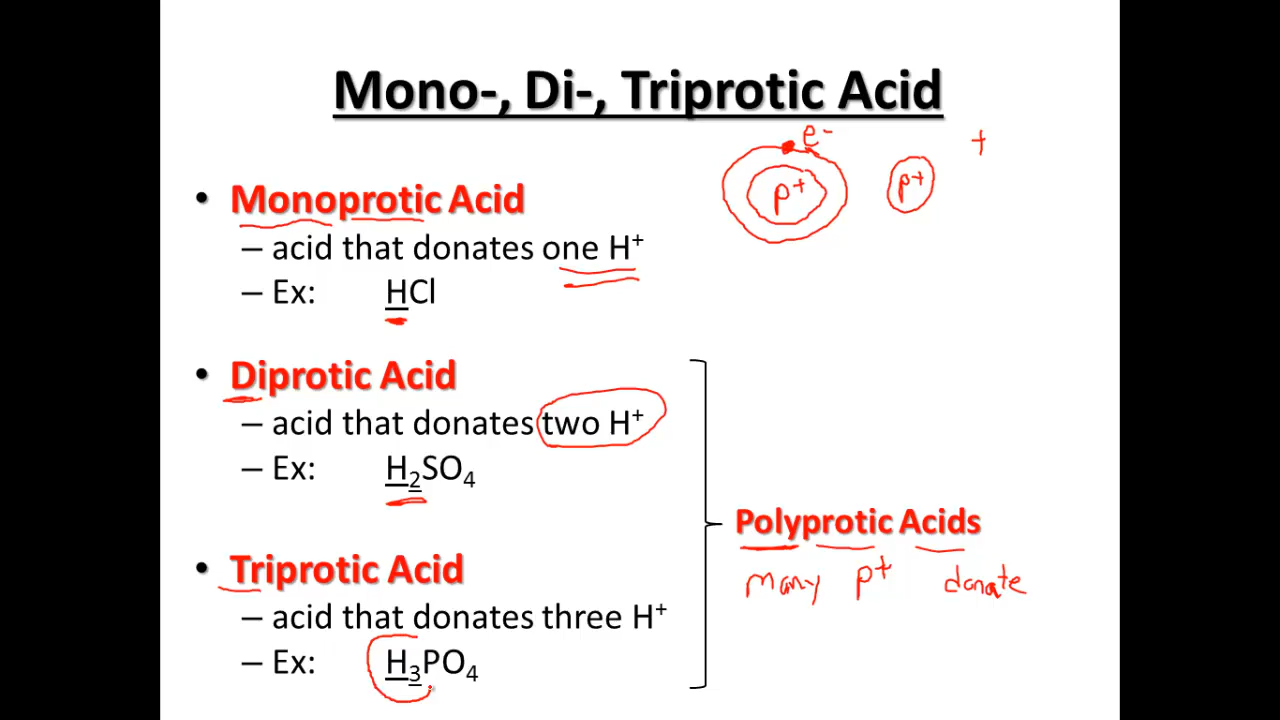 Mono-, Di-, Triprotic Acid
e-
p+ p+ +
• Monoprotic Acid
– acid that donates one H⁺
– Ex: HCl
• Diprotic Acid
– acid that donates two H⁺
– Ex: H₂SO₄
Polyprotic Acids
many p+ donate
• Triprotic Acid
– acid that donates three H⁺
– Ex: H₃PO₄